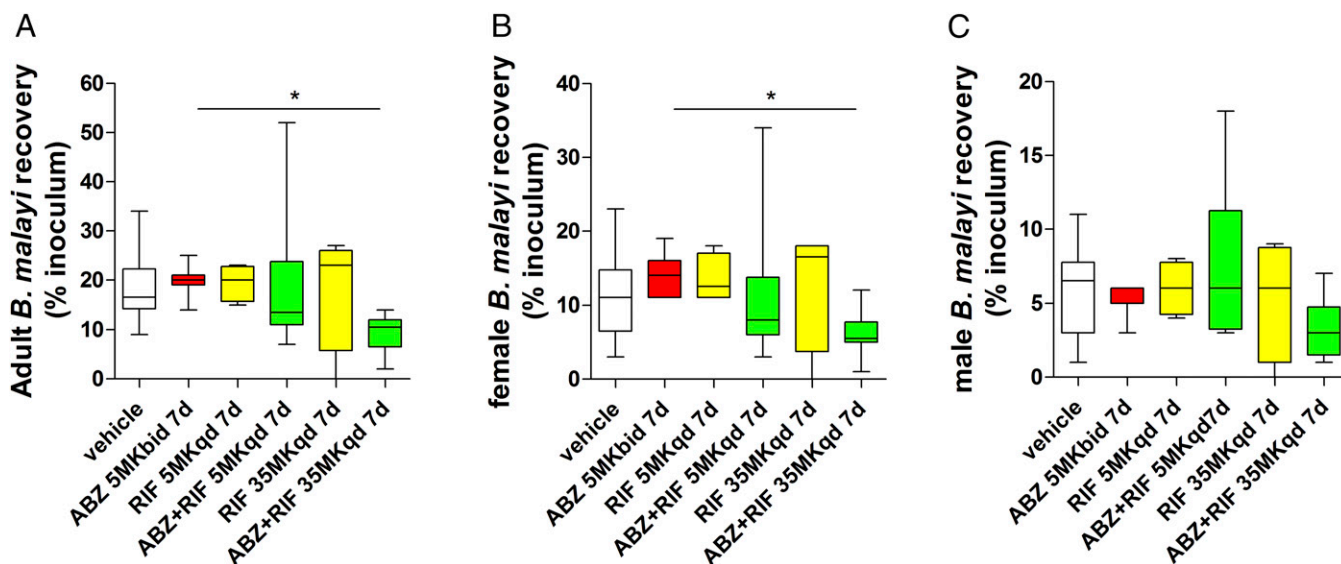 A
Adult B. malayi recovery
(% inoculum)
60
50
40
30
20
10
0
*
vehicle
ABZ 5MKbid 7d
RIF 5MKqd 7d
ABZ+RIF 5MKqd 7d
RIF 35MKqd 7d
ABZ+RIF 35MKqd 7d
B
female B. malayi recovery
(% inoculum)
40
30
20
10
0
*
vehicle
ABZ 5MKbid 7d
RIF 5MKqd 7d
ABZ+RIF 5MKqd 7d
RIF 35MKqd 7d
ABZ+RIF 35MKqd 7d
C
male B. malayi recovery
(% inoculum)
20
15
10
5
0
vehicle
ABZ 5MKbid 7d
RIF 5MKqd 7d
ABZ+RIF 5MKqd7d
RIF 35MKqd 7d
ABZ+RIF 35MKqd 7d